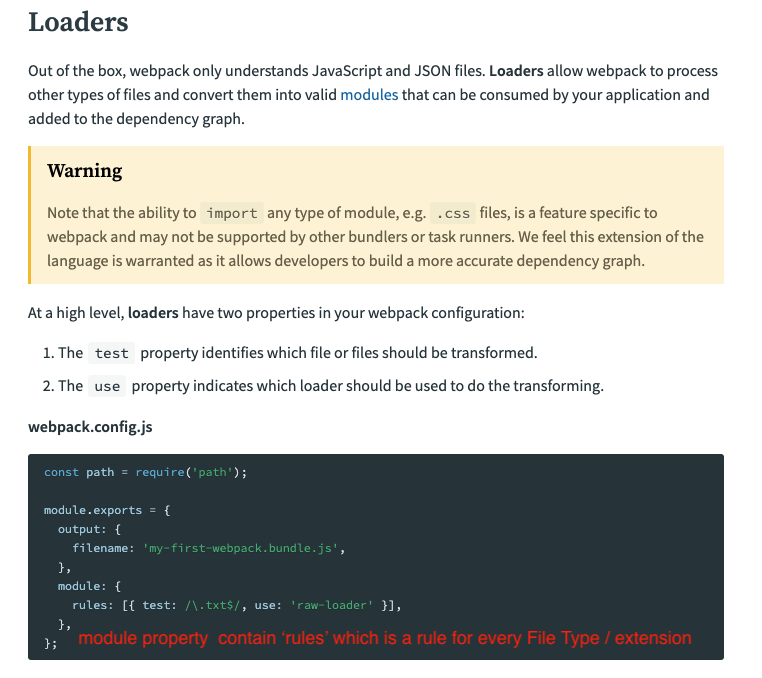 Loaders
Out of the box, webpack only understands JavaScript and JSON files. Loaders allow webpack to process
other types of files and convert them into valid modules that can be consumed by your application and
added to the dependency graph.
Warning
Note that the ability to import any type of module, e.g. .css files, is a feature specific to
webpack and may not be supported by other bundlers or task runners. We feel this extension of the
language is warranted as it allows developers to build a more accurate dependency graph.
At a high level, loaders have two properties in your webpack configuration:
1. The test property identifies which file or files should be transformed.
2. The use property indicates which loader should be used to do the transforming.
webpack.config.js
const path = require('path');
module.exports = {
  output: {
    filename: 'my-first-webpack.bundle.js',
  },
  module: {
    rules: [{ test: /\.txt$/, use: 'raw-loader' }],
  },
};
module property  contain ‘rules’ which is a rule for every File Type / extension